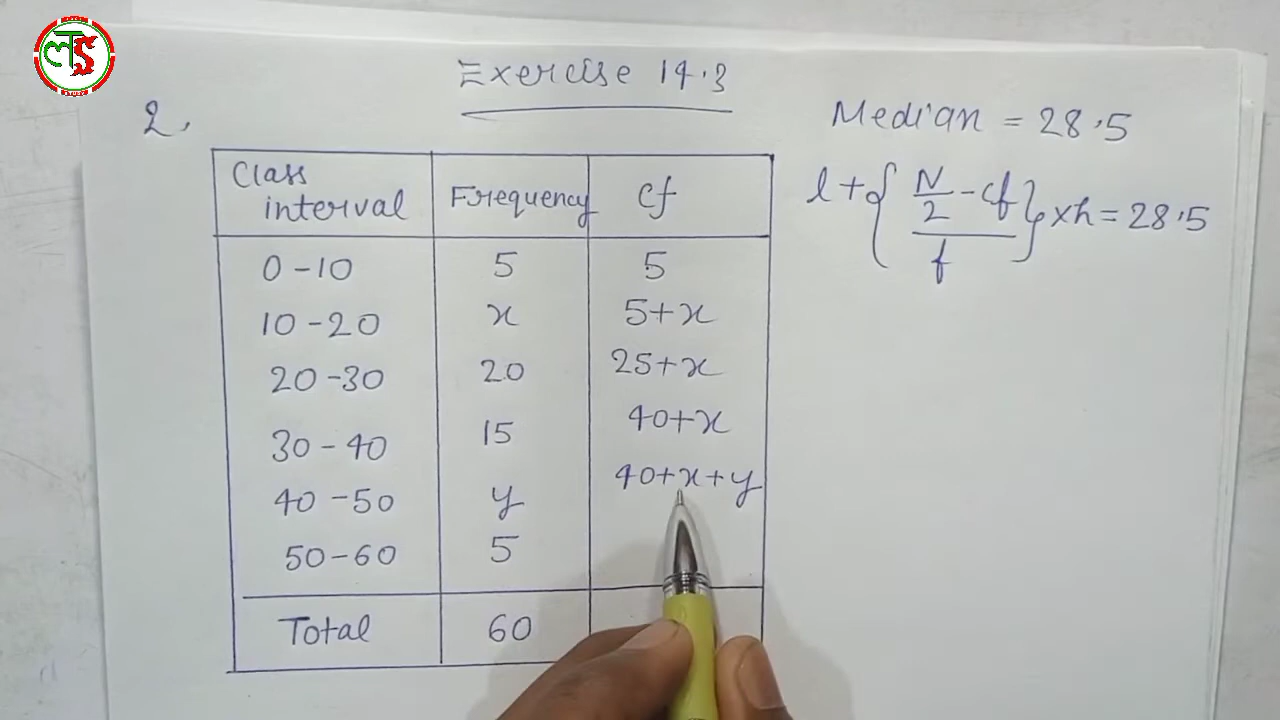 LTS
Exercise 14.3
2.
Median = 28.5
l + { N/2 - cf / f } × h = 28.5
Class interval | Frequency | Cf
0-10 | 5 | 5
10-20 | x | 5+x
20-30 | 20 | 25+x
30-40 | 15 | 40+x
40-50 | y | 40+x+y
50-60 | 5
Total | 60